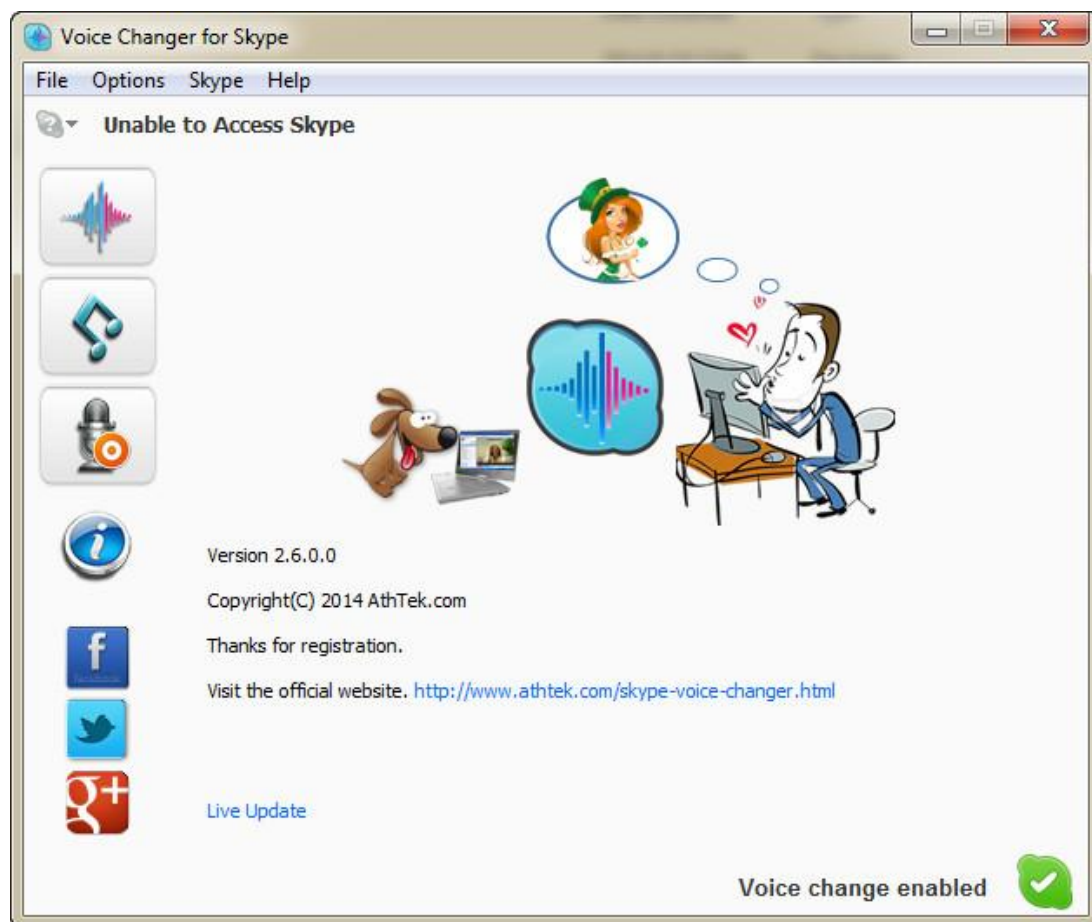 Voice Changer for Skype
File Options Skype Help
Unable to Access Skype
Version 2.6.0.0
Copyright(C) 2014 AthTek.com
Thanks for registration.
Visit the official website. http://www.athtek.com/skype-voice-changer.html
f
facebook
g+
Live Update
Voice change enabled